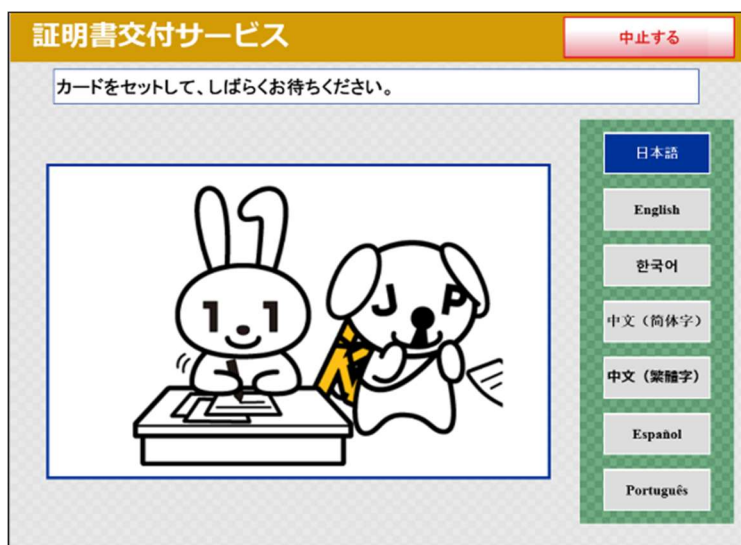 証明書交付サービス
中止する
カードをセットして、しばらくお待ちください。
日本語
English
한국어
中文（简体字）
中文（繁體字）
Español
Português
1 1
J P